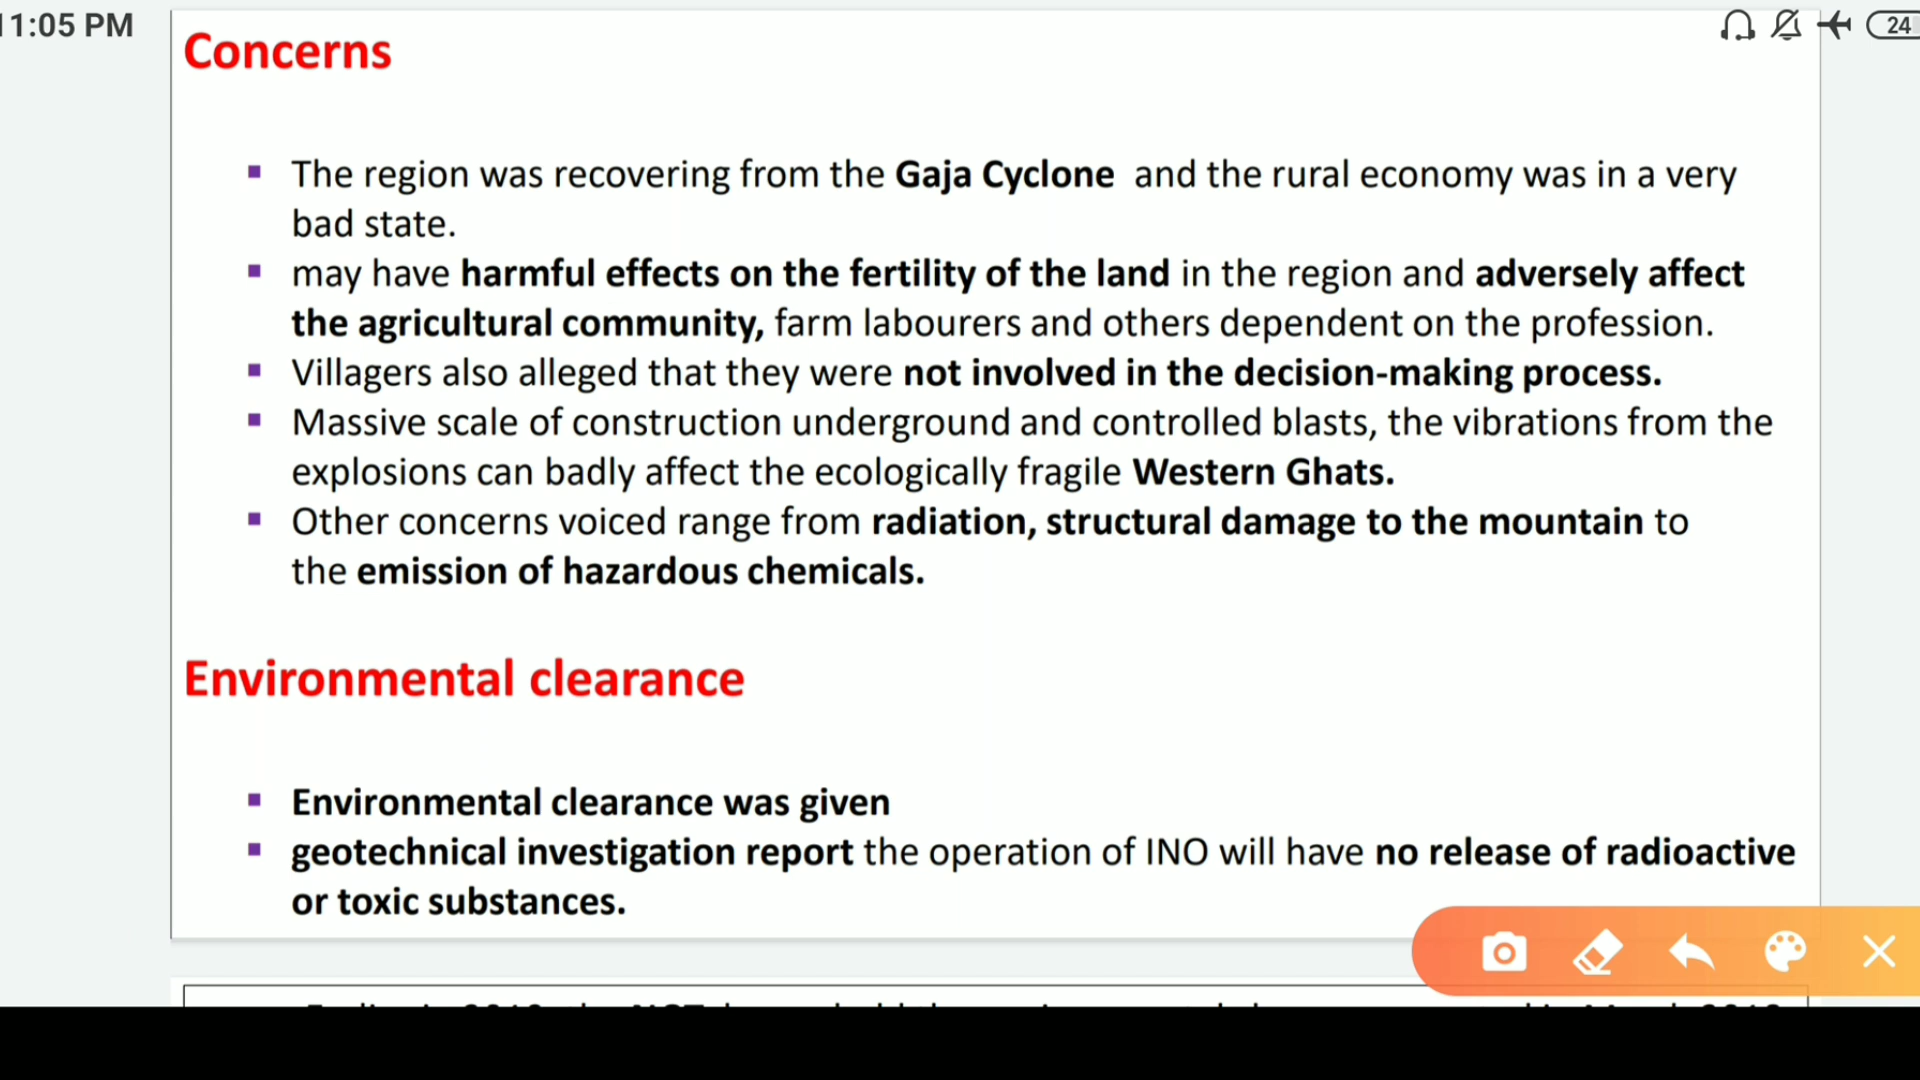 11:05 PM
24
Concerns
▪ The region was recovering from the Gaja Cyclone and the rural economy was in a very
bad state.
▪ may have harmful effects on the fertility of the land in the region and adversely affect
the agricultural community, farm labourers and others dependent on the profession.
▪ Villagers also alleged that they were not involved in the decision-making process.
▪ Massive scale of construction underground and controlled blasts, the vibrations from the
explosions can badly affect the ecologically fragile Western Ghats.
▪ Other concerns voiced range from radiation, structural damage to the mountain to
the emission of hazardous chemicals.
Environmental clearance
▪ Environmental clearance was given
▪ geotechnical investigation report the operation of INO will have no release of radioactive
or toxic substances.